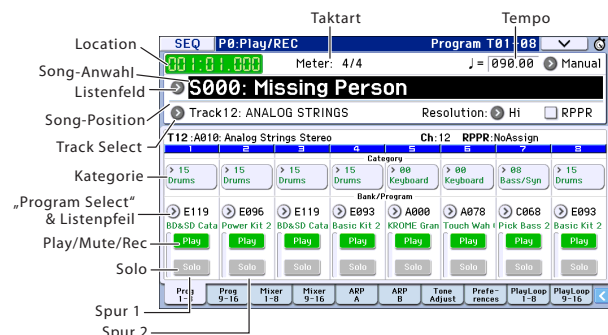 Taktart
Tempo
Location
SEQ P0:Play/REC Program T01-08
001:01.000 Meter: 4/4 ♩= 090.00 Manual
Song-Anwahl
Listenfeld
S000: Missing Person
Song-Position
Track12: ANALOG STRINGS Resolution: Hi RPPR
Track Select
T12:A010: Analog Strings Stereo Ch:12 RPPR:NoAssign
1 2 3 4 5 6 7 8
Category
Kategorie
15 Drums 15 Drums 15 Drums 15 Drums 00 Keyboard 00 Keyboard 08 Bass/Syn 15 Drums
Bank/Program
„Program Select“ & Listenpfeil
E119 E096 E119 E093 A000 A078 C068 E093
BD&SD Cata Power Kit 2 BD&SD Cata Basic Kit 2 KROME Gran Touch Wah Pick Bass 2 Basic Kit 2
Play/Mute/Rec
Play Play Play Play Play Play Play Play
Solo
Solo Solo Solo Solo Solo Solo Solo Solo
Prog 1-8 Prog 9-16 Mixer 1-8 Mixer 9-16 ARP A ARP B Tone Adjust Prefe-rences PlayLoop 1-8 PlayLoop 9-16
Spur 1
Spur 2